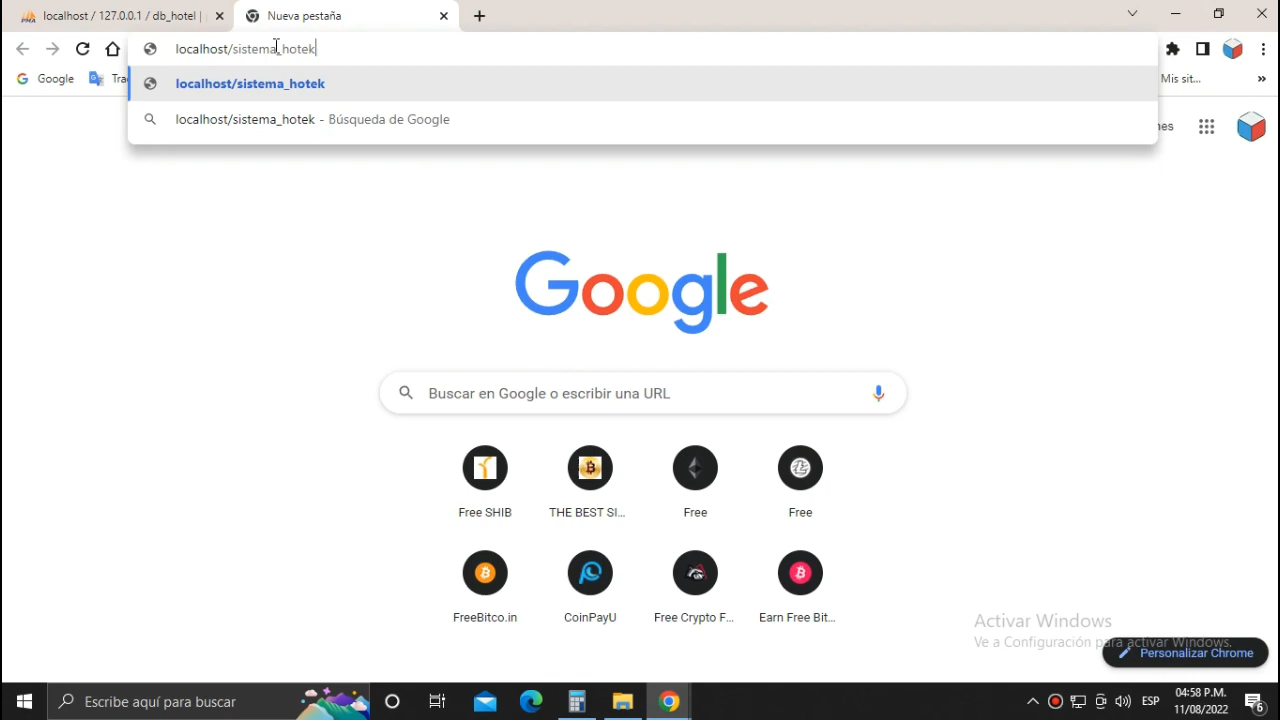 localhost / 127.0.0.1 / db_hotel |
Nueva pestaña
localhost/sistema_hotek
Google
Mis sit...
localhost/sistema_hotek
localhost/sistema_hotek - Búsqueda de Google
Google
Buscar en Google o escribir una URL
Free SHIB
THE BEST SI...
Free
Free
FreeBitco.in
CoinPayU
Free Crypto F...
Earn Free Bit...
Activar Windows
Ve a Configuración para activar Windows.
Personalizar Chrome
Escribe aquí para buscar
ESP
04:58 P.M.
11/08/2022
6